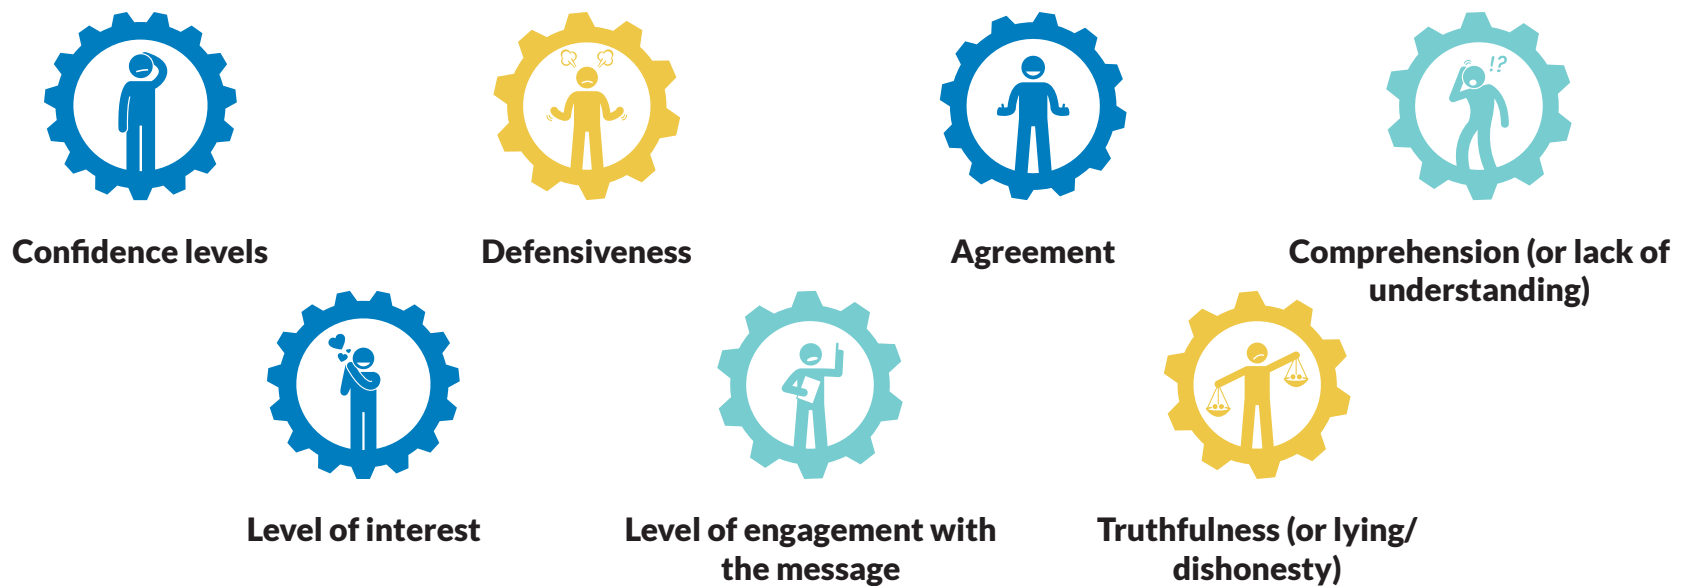 !?
Confidence levels
Defensiveness
Agreement
Comprehension (or lack of
understanding)
Level of interest
Level of engagement with
the message
Truthfulness (or lying/
dishonesty)